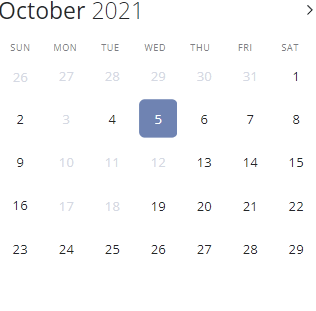 October 2021
SUN MON TUE WED THU FRI SAT
26 27 28 29 30 31 1
2 3 4 5 6 7 8
9 10 11 12 13 14 15
16 17 18 19 20 21 22
23 24 25 26 27 28 29